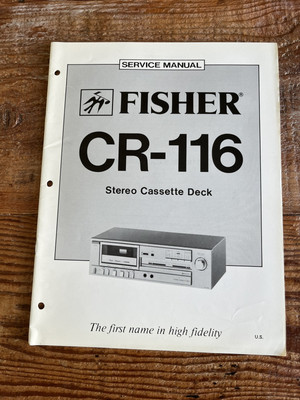 SERVICE MANUAL
FISHER®
CR-116
Stereo Cassette Deck
The first name in high fidelity
U.S.